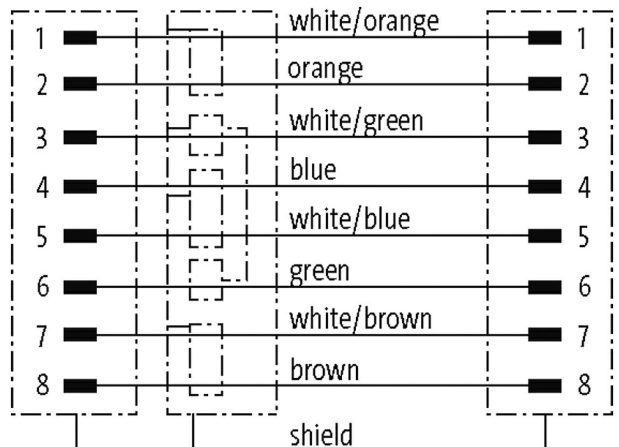 1 white/orange 1
2 orange 2
3 white/green 3
4 blue 4
5 white/blue 5
6 green 6
7 white/brown 7
8 brown 8
shield